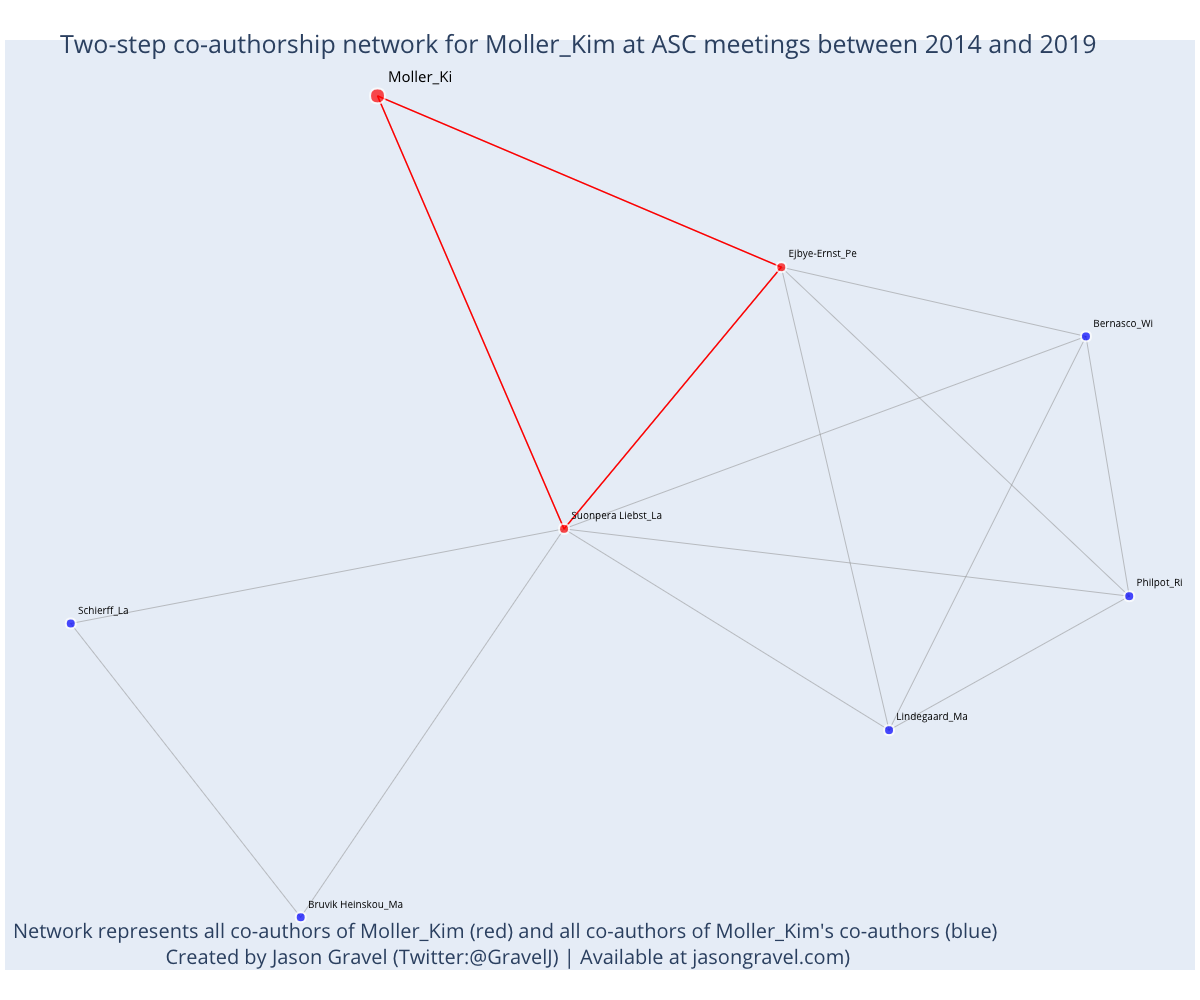 Two-step co-authorship network for Moller_Kim at ASC meetings between 2014 and 2019
Moller_Ki
Ejbye-Ernst_Pe
Bernasco_Wi
Suonpera Liebst_La
Philpot_Ri
Schierff_La
Lindegaard_Ma
Bruvik Heinskou_Ma
Network represents all co-authors of Moller_Kim (red) and all co-authors of Moller_Kim's co-authors (blue)
Created by Jason Gravel (Twitter:@GravelJ) | Available at jasongravel.com)